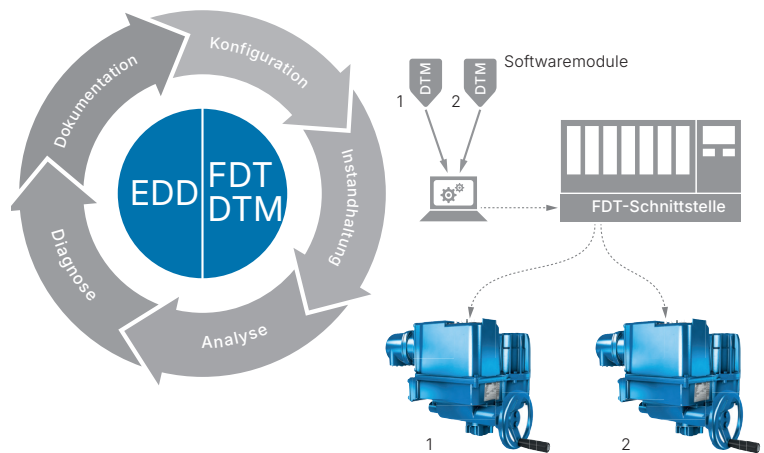 Konfiguration
Instandhaltung
Analyse
Diagnose
Dokumentation
EDD
FDT
DTM
DTM
DTM
Softwaremodule
1
2
FDT-Schnittstelle
1
2